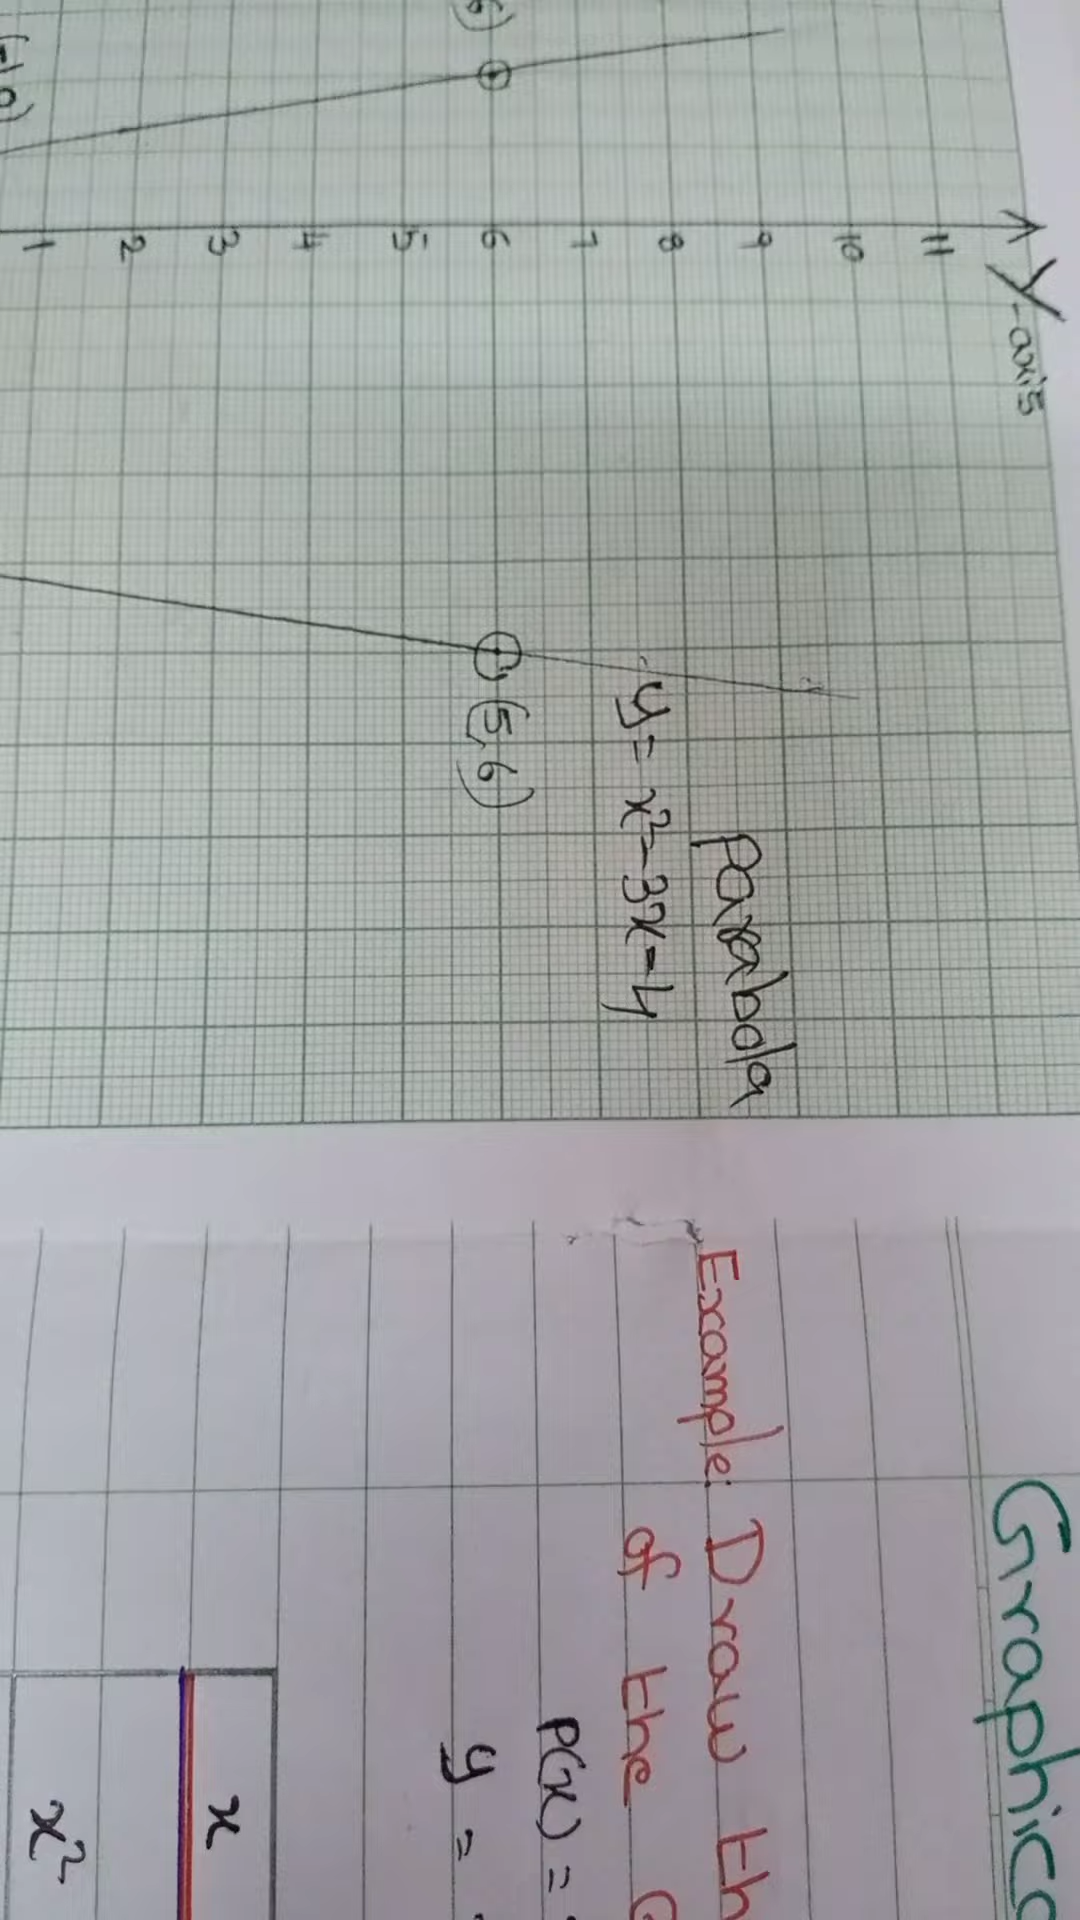 Y-axis
11
10
9
8
7
6
5
4
3
2
1
Parabola
y = x²-3x-4
(5,6)
Graphica
Example: Draw th
of the
P(x) =
y =
x
x²